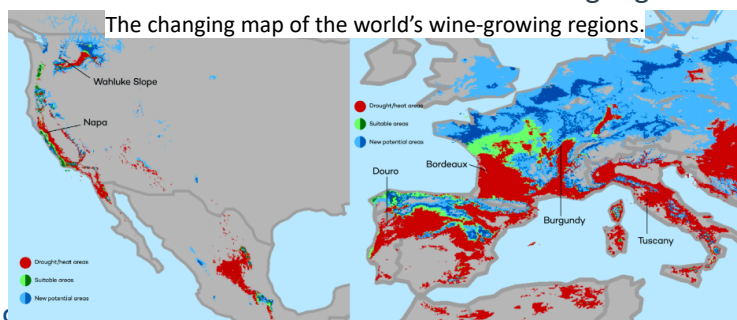 The changing map of the world's wine-growing regions.
Wahluke Slope
Napa
Drought/heat areas
Suitable areas
New potential areas
Drought/heat areas
Suitable areas
New potential areas
Bordeaux
Douro
Burgundy
Tuscany